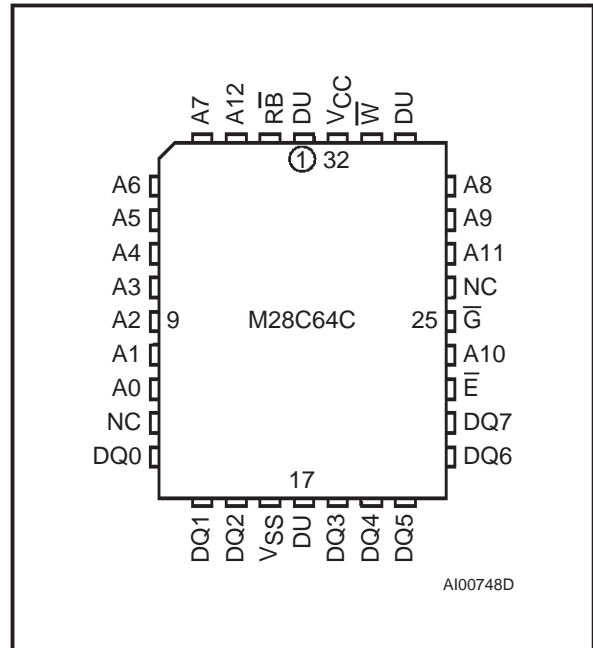 A7 A12 R̅B̅ DU VCC W̅ DU
1 32
A6 A8
A5 A9
A4 A11
A3 NC
A2 9 M28C64C 25 G̅
A1 A10
A0 E̅
NC DQ7
DQ0 DQ6
17
DQ1 DQ2 VSS DU DQ3 DQ4 DQ5
AI00748D